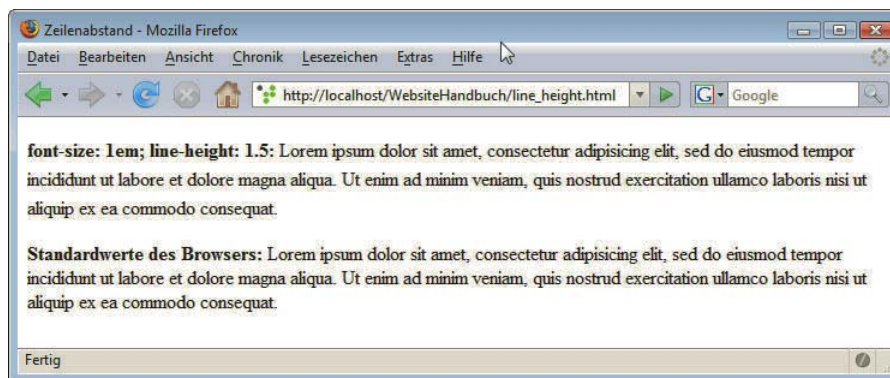 Zeilenabstand - Mozilla Firefox
Datei Bearbeiten Ansicht Chronik Lesezeichen Extras Hilfe
http://localhost/WebsiteHandbuch/line_height.html G Google
font-size: 1em; line-height: 1.5: Lorem ipsum dolor sit amet, consectetur adipisicing elit, sed do eiusmod tempor
incididunt ut labore et dolore magna aliqua. Ut enim ad minim veniam, quis nostrud exercitation ullamco laboris nisi ut
aliquip ex ea commodo consequat.
Standardwerte des Browsers: Lorem ipsum dolor sit amet, consectetur adipisicing elit, sed do eiusmod tempor
incididunt ut labore et dolore magna aliqua. Ut enim ad minim veniam, quis nostrud exercitation ullamco laboris nisi ut
aliquip ex ea commodo consequat.
Fertig